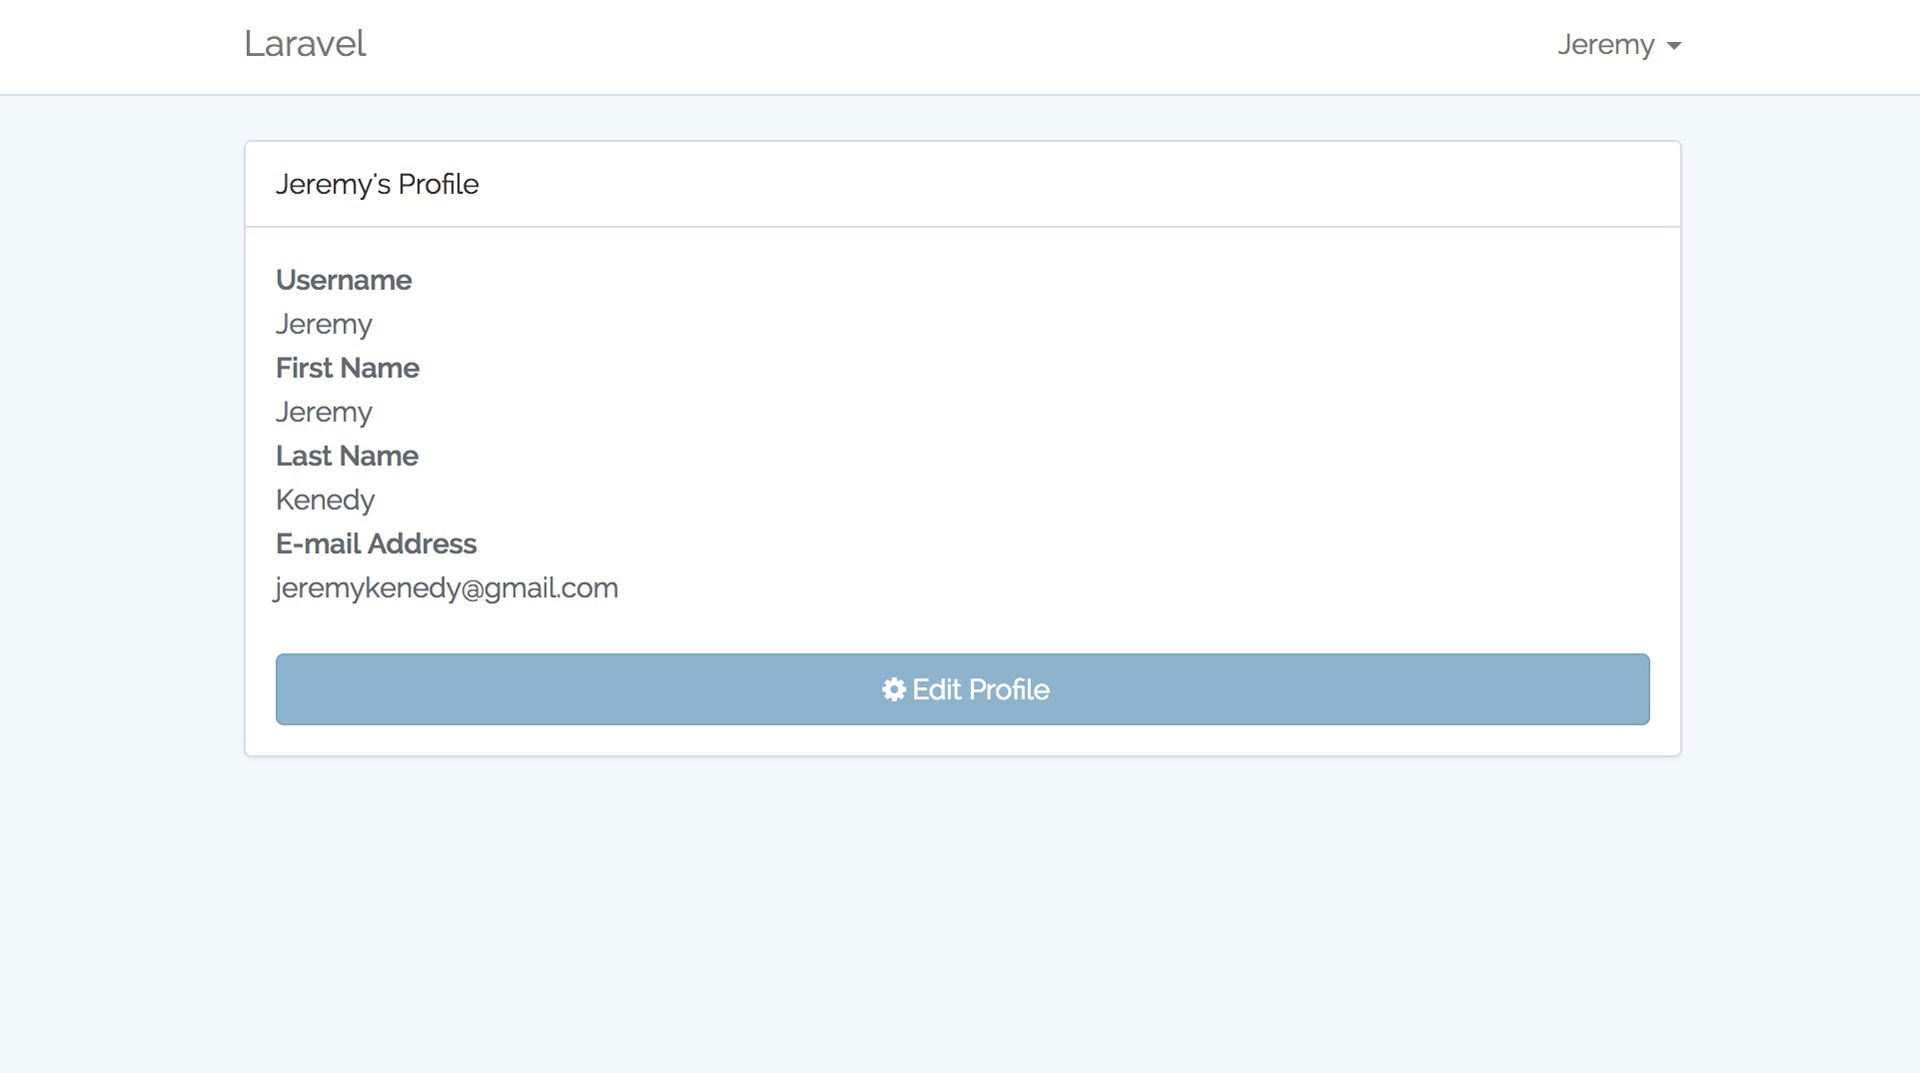 Laravel
Jeremy
Jeremy's Profile
Username
Jeremy
First Name
Jeremy
Last Name
Kenedy
E-mail Address
jeremykenedy@gmail.com
Edit Profile